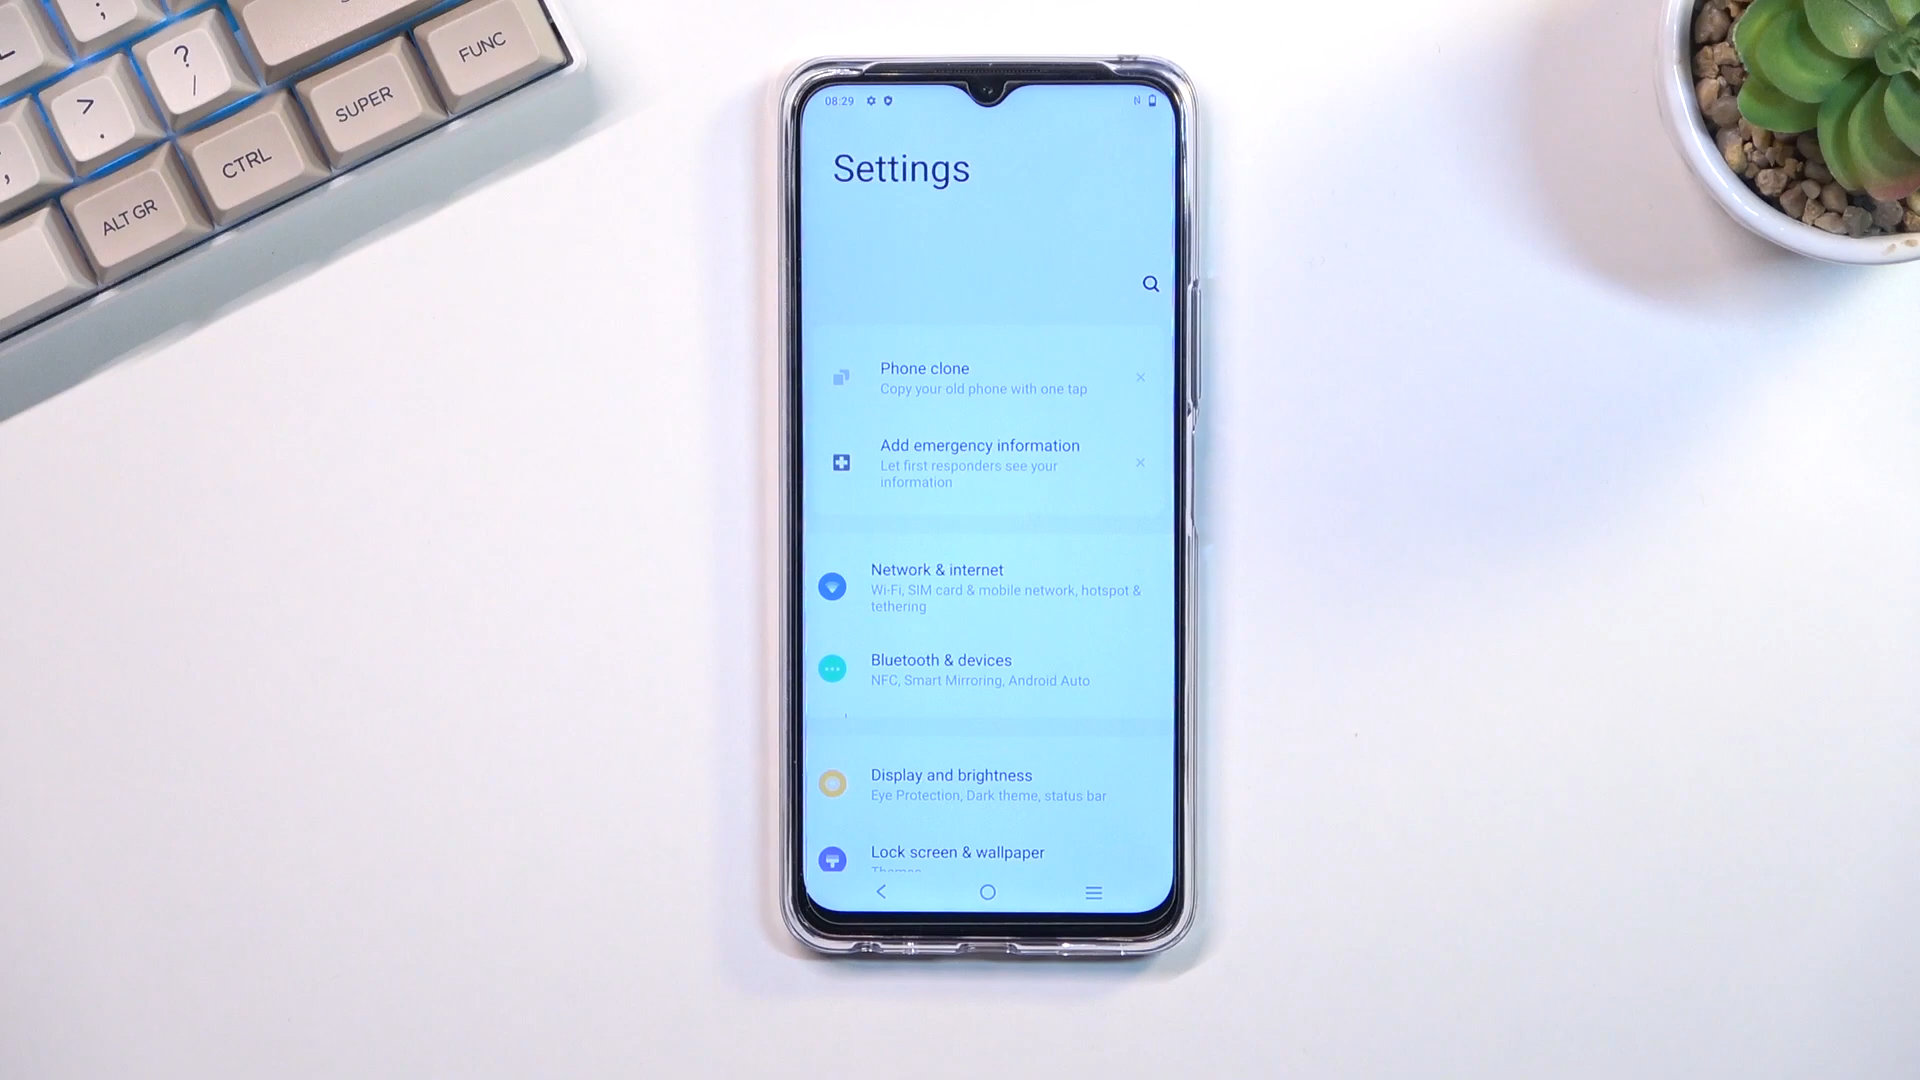 ;
?
/
FUNC
>
.
SUPER
CTRL
ALT GR
08:29
N
Settings
Phone clone
Copy your old phone with one tap
Add emergency information
Let first responders see your
information
Network & internet
Wi-Fi, SIM card & mobile network, hotspot &
tethering
Bluetooth & devices
NFC, Smart Mirroring, Android Auto
Display and brightness
Eye Protection, Dark theme, status bar
Lock screen & wallpaper
Themes